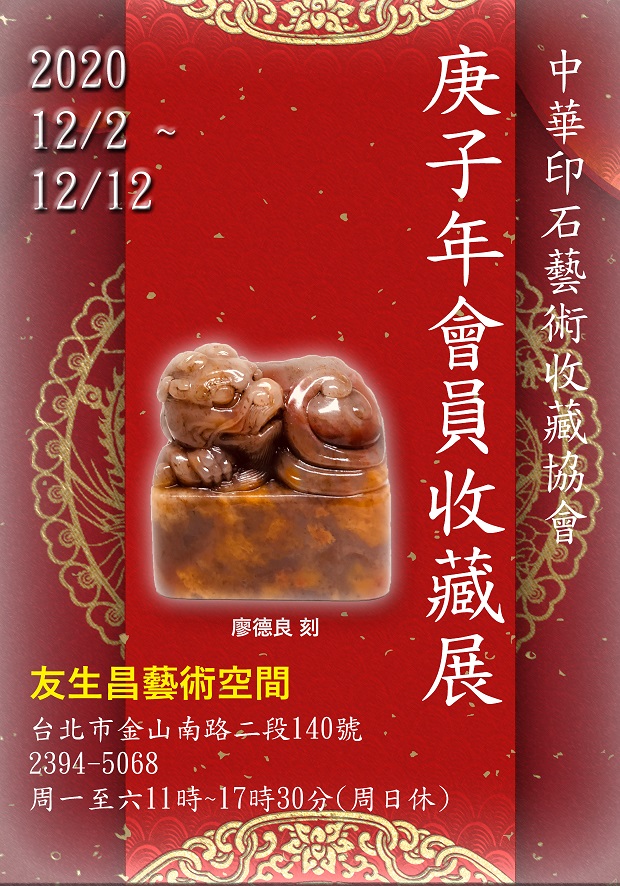 中華印石藝術收藏協會
庚子年會員收藏展
2020
12/2 ~
12/12
廖德良 刻
友生昌藝術空間
台北市金山南路二段140號
2394-5068
周一至六11時~17時30分(周日休)